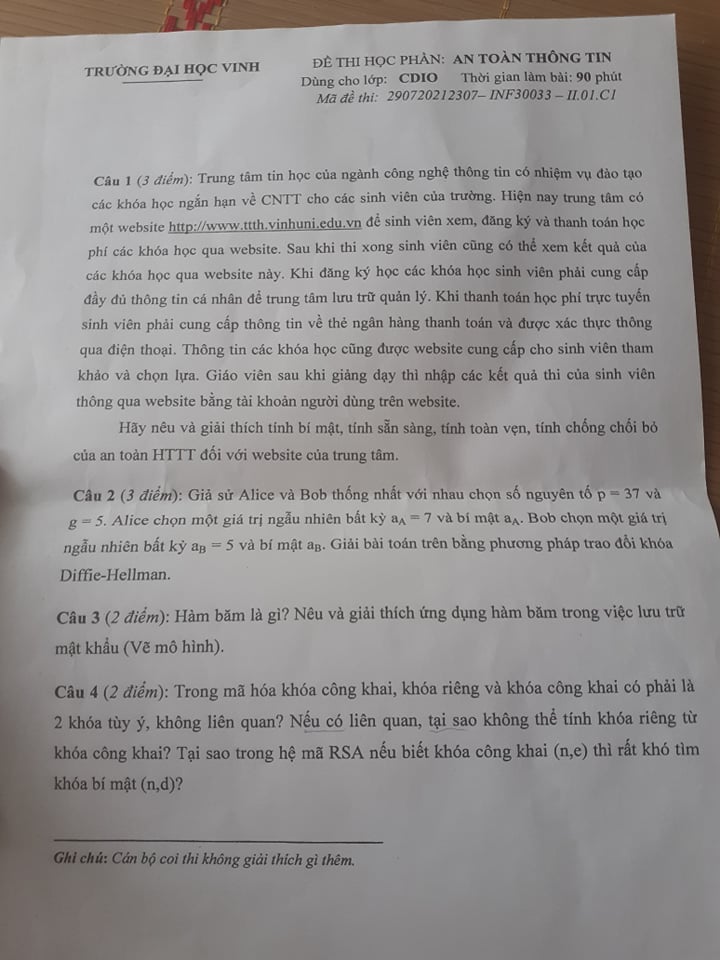 TRƯỜNG ĐẠI HỌC VINH
ĐỀ THI HỌC PHẦN: AN TOÀN THÔNG TIN
Dùng cho lớp: CDIO Thời gian làm bài: 90 phút
Mã đề thi: 290720212307– INF30033 – II.01.C1
Câu 1 (3 điểm): Trung tâm tin học của ngành công nghệ thông tin có nhiệm vụ đào tạo
các khóa học ngắn hạn về CNTT cho các sinh viên của trường. Hiện nay trung tâm có
một website http://www.ttth.vinhuni.edu.vn để sinh viên xem, đăng ký và thanh toán học
phí các khóa học qua website. Sau khi thi xong sinh viên cũng có thể xem kết quả của
các khóa học qua website này. Khi đăng ký học các khóa học sinh viên phải cung cấp
đầy đủ thông tin cá nhân để trung tâm lưu trữ quản lý. Khi thanh toán học phí trực tuyến
sinh viên phải cung cấp thông tin về thẻ ngân hàng thanh toán và được xác thực thông
qua điện thoại. Thông tin các khóa học cũng được website cung cấp cho sinh viên tham
khảo và chọn lựa. Giáo viên sau khi giảng dạy thì nhập các kết quả thi của sinh viên
thông qua website bằng tài khoản người dùng trên website.
Hãy nêu và giải thích tính bí mật, tính sẵn sàng, tính toàn vẹn, tính chống chối bỏ
của an toàn HTTT đối với website của trung tâm.
Câu 2 (3 điểm): Giả sử Alice và Bob thống nhất với nhau chọn số nguyên tố p = 37 và
g = 5. Alice chọn một giá trị ngẫu nhiên bất kỳ aA = 7 và bí mật aA. Bob chọn một giá trị
ngẫu nhiên bất kỳ aB = 5 và bí mật aB. Giải bài toán trên bằng phương pháp trao đổi khóa
Diffie-Hellman.
Câu 3 (2 điểm): Hàm băm là gì? Nêu và giải thích ứng dụng hàm băm trong việc lưu trữ
mật khẩu (Vẽ mô hình).
Câu 4 (2 điểm): Trong mã hóa khóa công khai, khóa riêng và khóa công khai có phải là
2 khóa tùy ý, không liên quan? Nếu có liên quan, tại sao không thể tính khóa riêng từ
khóa công khai? Tại sao trong hệ mã RSA nếu biết khóa công khai (n,e) thì rất khó tìm
khóa bí mật (n,d)?
Ghi chú: Cán bộ coi thi không giải thích gì thêm.